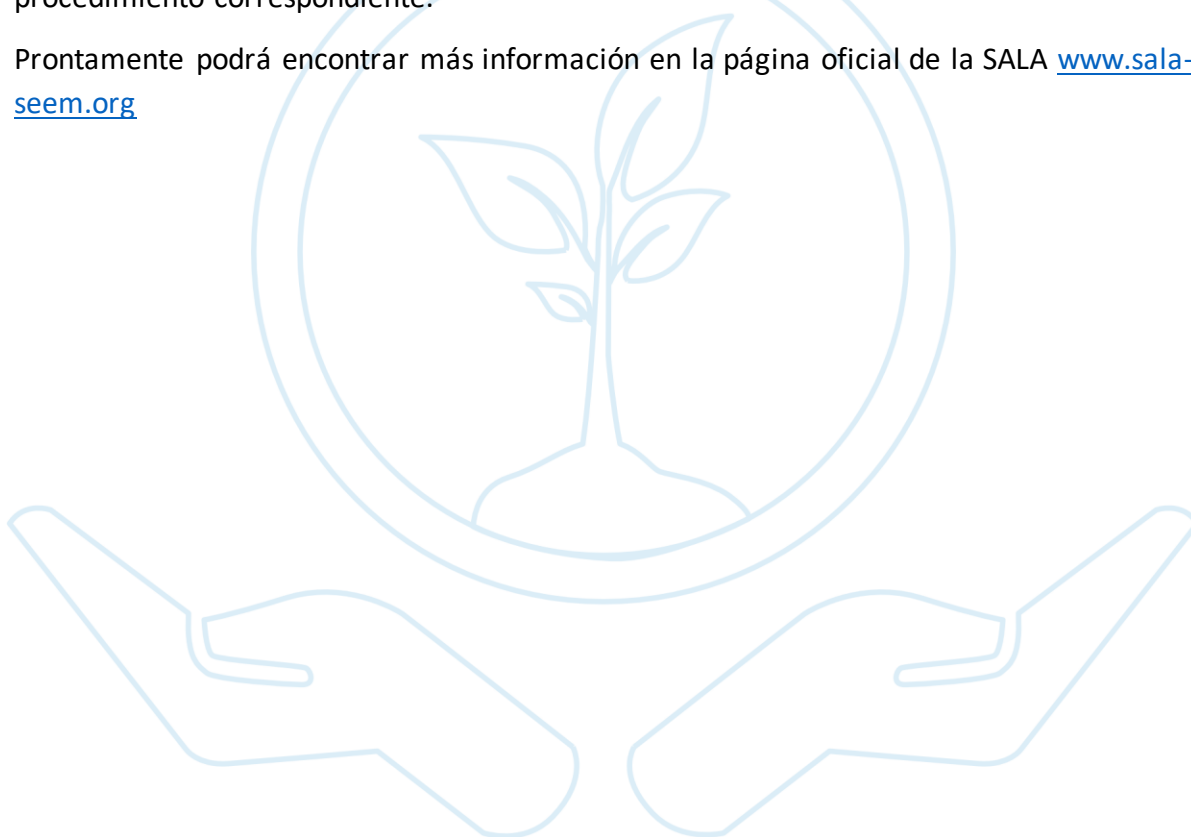 procedimiento correspondiente.
Prontamente podrá encontrar más información en la página oficial de la SALA www.sala-
seem.org